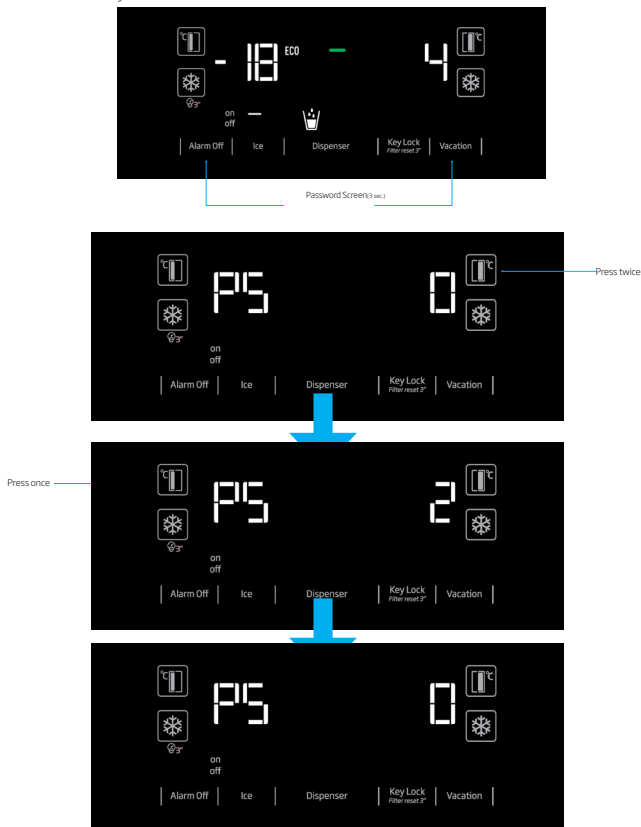 °C - 18 ECO 4 °C
3"
on
off
Alarm Off Ice Dispenser Key Lock Vacation
Filter reset 3"
Password Screen(3 sec.)
°C PS 0 °C Press twice
3"
on
off
Alarm Off Ice Dispenser Key Lock Vacation
Filter reset 3"
Press once °C PS 2 °C
3"
on
off
Alarm Off Ice Dispenser Key Lock Vacation
Filter reset 3"
°C PS 0 °C
3"
on
off
Alarm Off Ice Dispenser Key Lock Vacation
Filter reset 3"